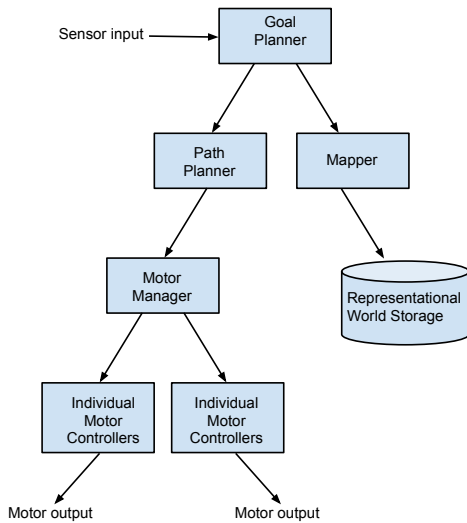 Sensor input
Goal
Planner
Path
Planner
Mapper
Motor
Manager
Representational
World Storage
Individual
Motor
Controllers
Individual
Motor
Controllers
Motor output
Motor output